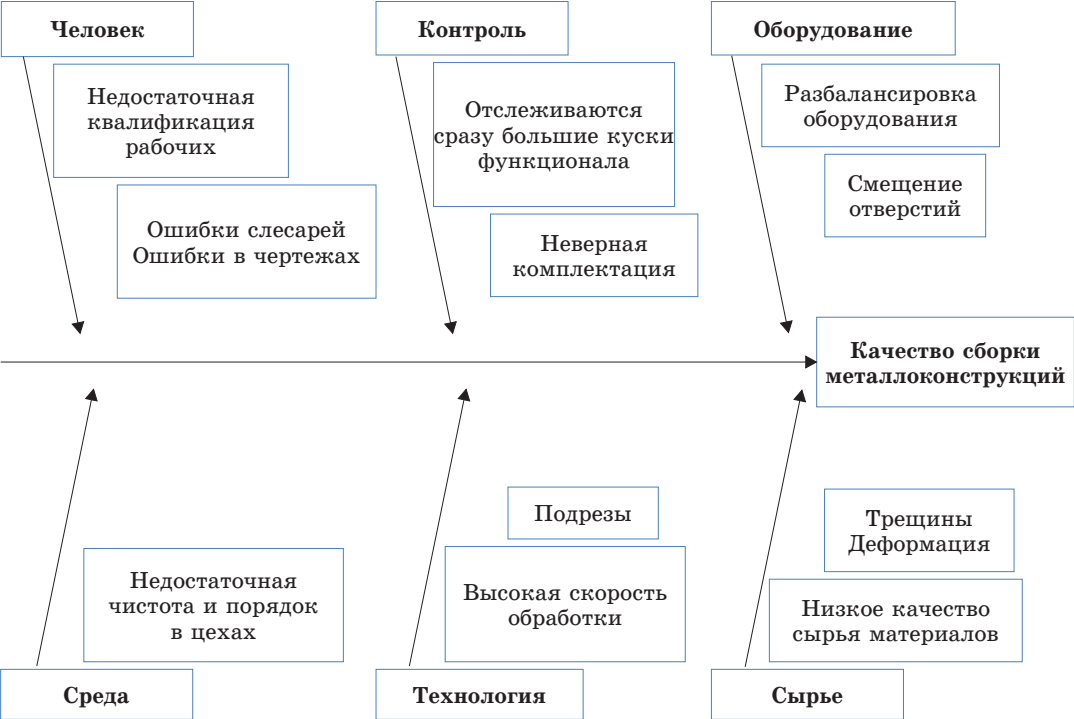 Человек
Контроль
Оборудование
Недостаточная
квалификация
рабочих
Ошибки слесарей
Ошибки в чертежах
Отслеживаются
сразу большие куски
функционала
Неверная
комплектация
Разбалансировка
оборудования
Смещение
отверстий
Качество сборки
металлоконструкций
Недостаточная
чистота и порядок
в цехах
Подрезы
Высокая скорость
обработки
Трещины
Деформация
Низкое качество
сырья материалов
Среда
Технология
Сырье